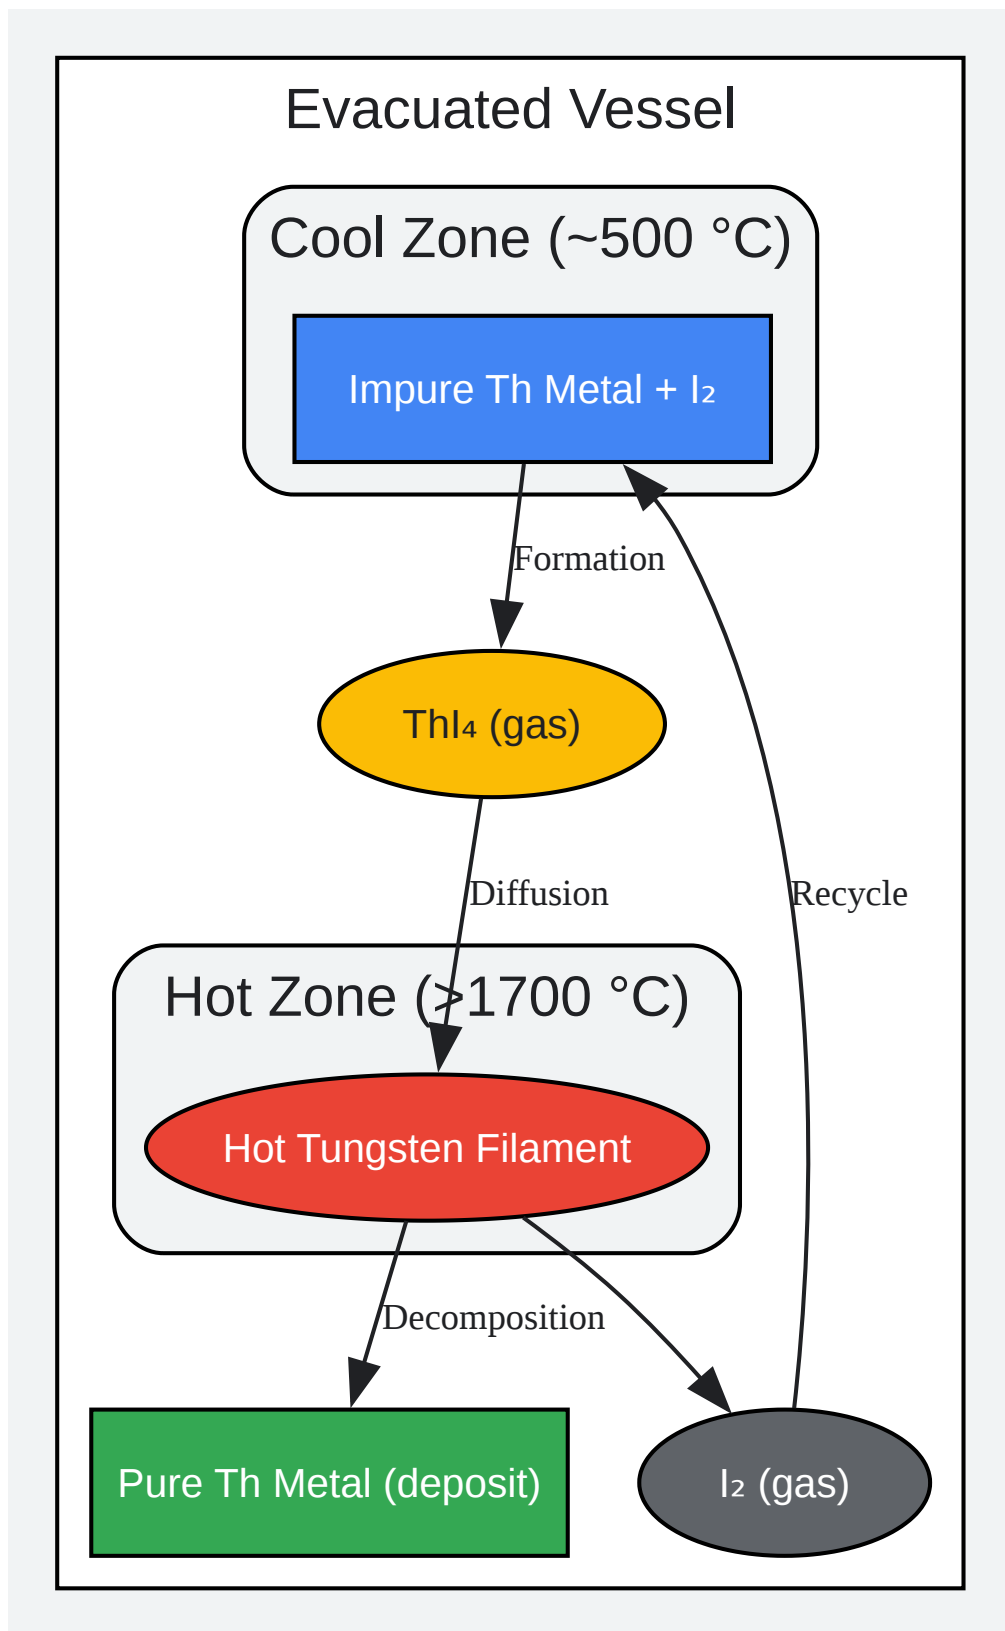 Evacuated Vessel
Cool Zone (~500 °C)
Impure Th Metal + I₂
Formation
ThI₄ (gas)
Diffusion
Recycle
Hot Zone (>1700 °C)
Hot Tungsten Filament
Decomposition
Pure Th Metal (deposit)
I₂ (gas)